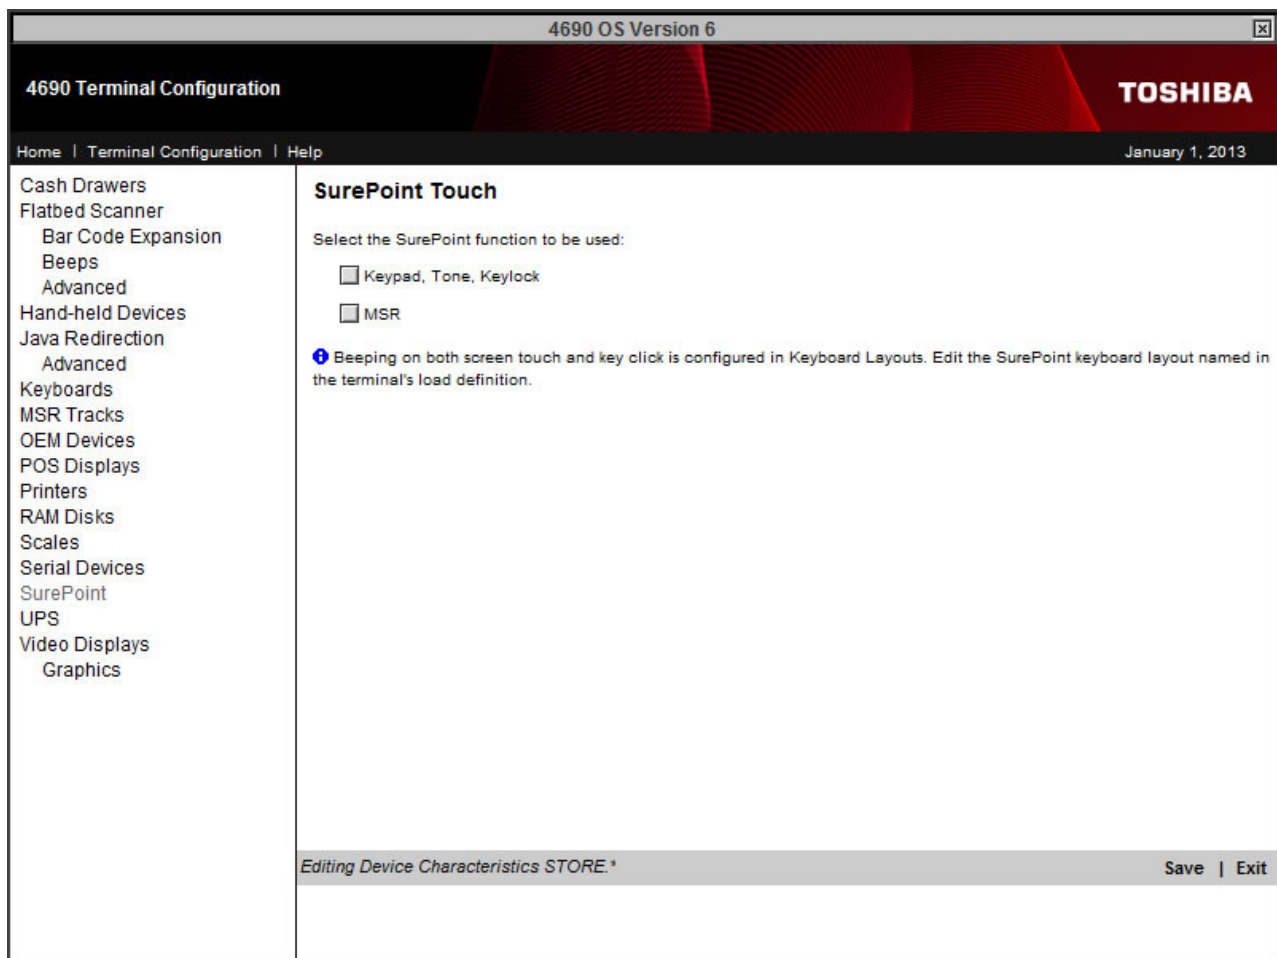 4690 OS Version 6
4690 Terminal Configuration
TOSHIBA
Home | Terminal Configuration | Help
January 1, 2013
Cash Drawers
Flatbed Scanner
Bar Code Expansion
Beeps
Advanced
Hand-held Devices
Java Redirection
Advanced
Keyboards
MSR Tracks
OEM Devices
POS Displays
Printers
RAM Disks
Scales
Serial Devices
SurePoint
UPS
Video Displays
Graphics
SurePoint Touch
Select the SurePoint function to be used:
Keypad, Tone, Keylock
MSR
Beeping on both screen touch and key click is configured in Keyboard Layouts. Edit the SurePoint keyboard layout named in
the terminal's load definition.
Editing Device Characteristics STORE.*
Save | Exit